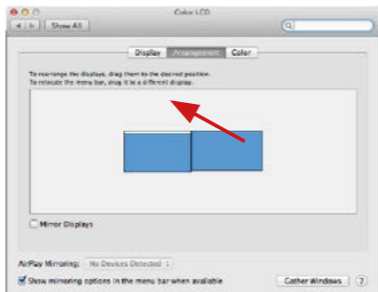 Color LCD
Show All
Display Arrangement Color
To rearrange the displays, drag them to the desired position.
To relocate the menu bar, drag it to a different display.
Mirror Displays
AirPlay Mirroring: No Devices Detected
Show mirroring options in the menu bar when available
Gather Windows ?